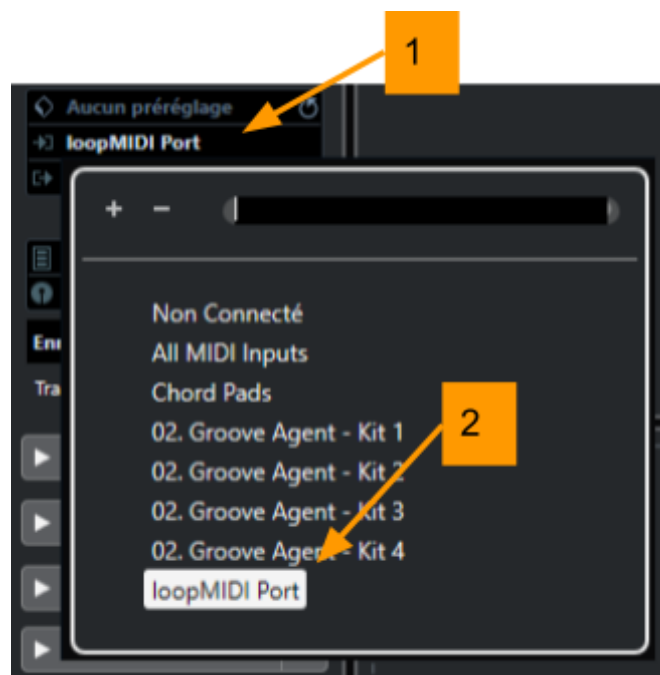 1
Aucun préréglage
loopMIDI Port
+ -
Non Connecté
All MIDI Inputs
Chord Pads
02. Groove Agent - Kit 1
2
02. Groove Agent - Kit 2
02. Groove Agent - Kit 3
02. Groove Agent - Kit 4
loopMIDI Port
Tra